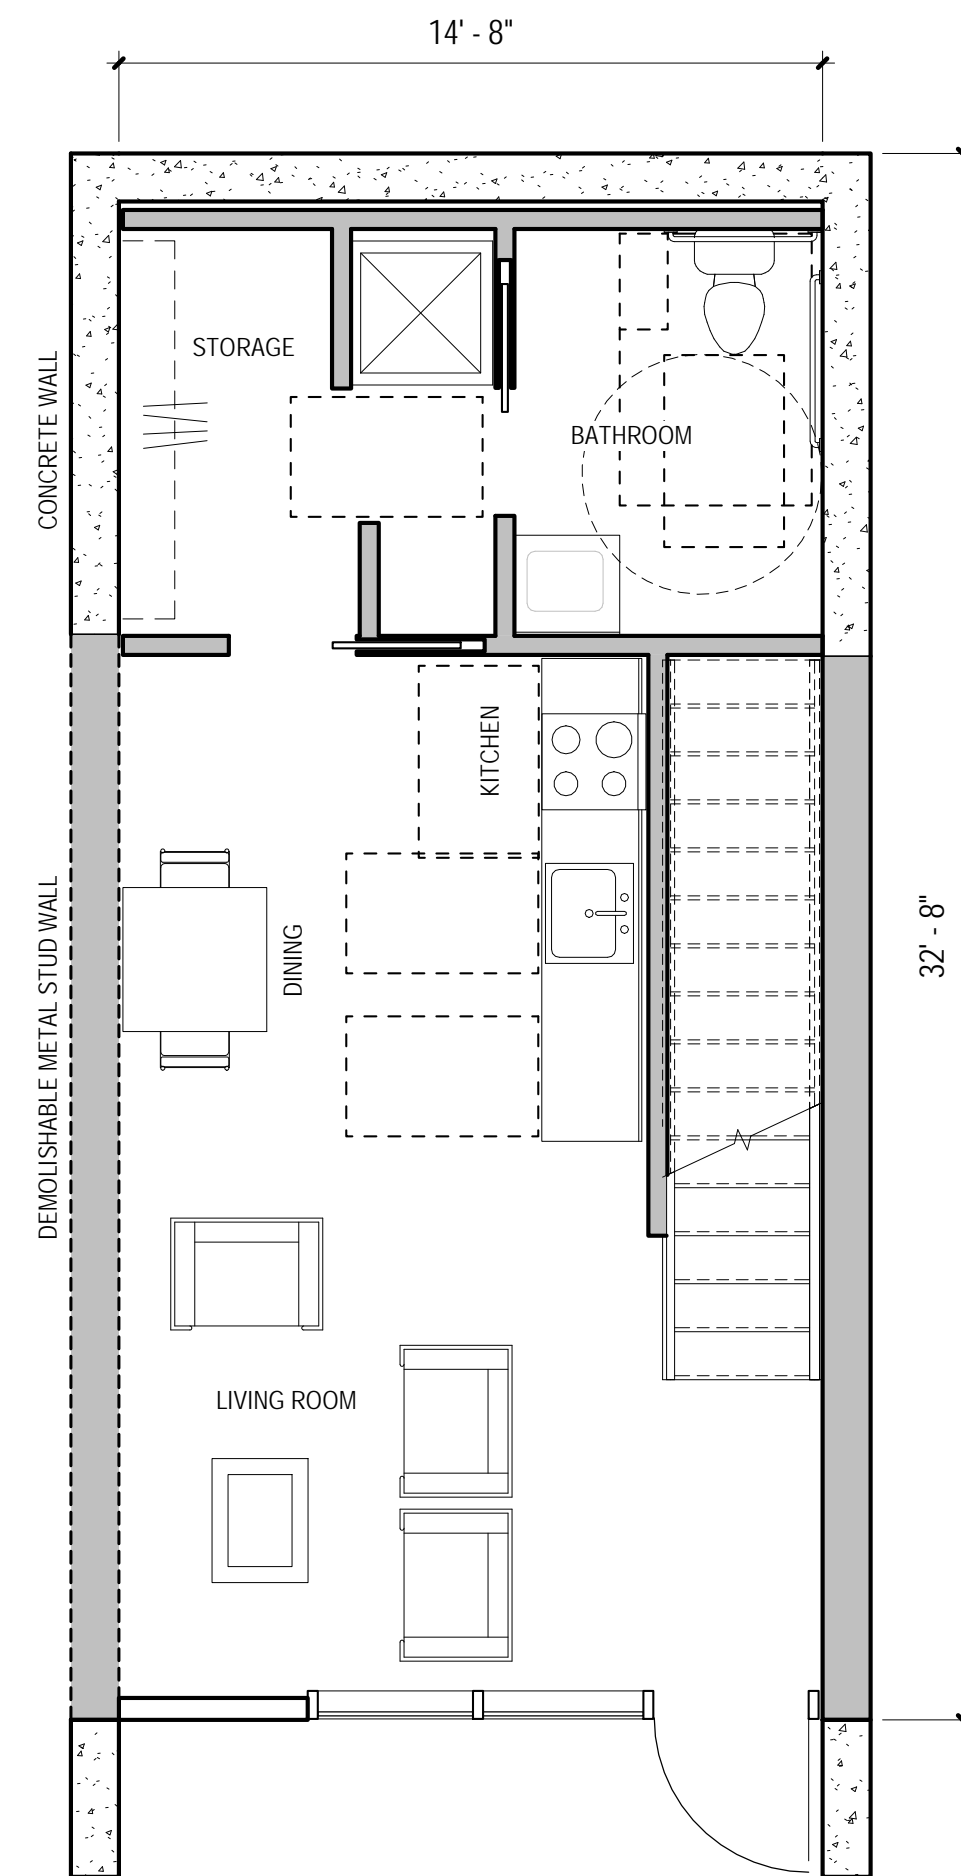 14' - 8"
STORAGE
CONCRETE WALL
BATHROOM
KITCHEN
DINING
DEMOLISHABLE METAL STUD WALL
32' - 8"
LIVING ROOM